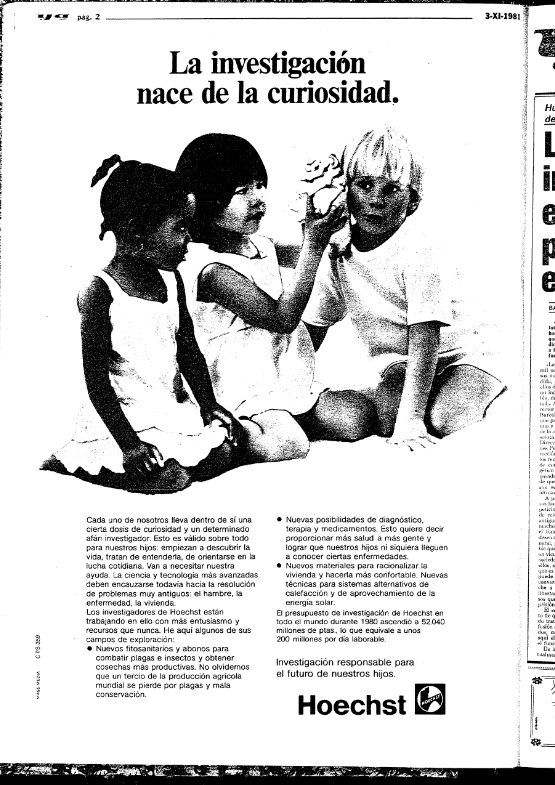 ya pag. 2
3-XI-1981
La investigación
nace de la curiosidad.
Cada uno de nosotros lleva dentro de sí una
cierta dosis de curiosidad y un determinado
afán investigador. Esto es válido sobre todo
para nuestros hijos: empiezan a descubrir la
vida, tratan de entenderla, de orientarse en la
lucha cotidiana. Van a necesitar nuestra
ayuda. La ciencia y tecnología más avanzadas
deben encauzarse todavía hacia la resolución
de problemas muy antiguos: el hambre, la
enfermedad, la vivienda.
Los investigadores de Hoechst están
trabajando en ello con más entusiasmo y
recursos que nunca. He aquí algunos de sus
campos de exploración:
● Nuevos fitosanitarios y abonos para
combatir plagas e insectos y obtener
cosechas más productivas. No olvidemos
que un tercio de la producción agrícola
mundial se pierde por plagas y mala
conservación.
● Nuevas posibilidades de diagnóstico,
terapia y medicamentos. Esto quiere decir
proporcionar más salud a más gente y
lograr que nuestros hijos ni siquiera lleguen
a conocer ciertas enfermedades.
● Nuevos materiales para racionalizar la
vivienda y hacerla más confortable. Nuevas
técnicas para sistemas alternativos de
calefacción y de aprovechamiento de la
energía solar.
El presupuesto de investigación de Hoechst en
todo el mundo durante 1980 ascendió a 52.040
millones de ptas., lo que equivale a unos
200 millones por día laborable.
Investigación responsable para
el futuro de nuestros hijos.
Hoechst